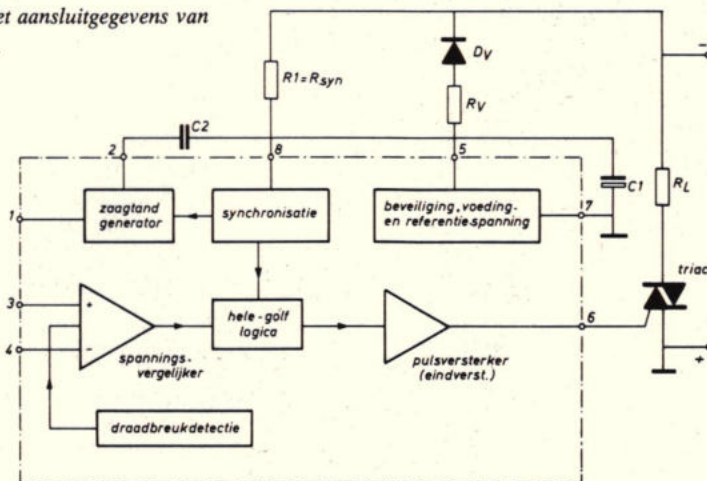 et aansluitgegevens van
DV
R1=Rsyn
RV
C2
2
8
5
C1
RL
1
zaagtand
generator
synchronisatie
beveiliging, voeding-
en referentiespanning
7
triac
3
+
4
-
hele-golf
logica
6
spannings-
vergelijker
pulsversterker
(eindverst.)
draadbreukdetectie
-
+